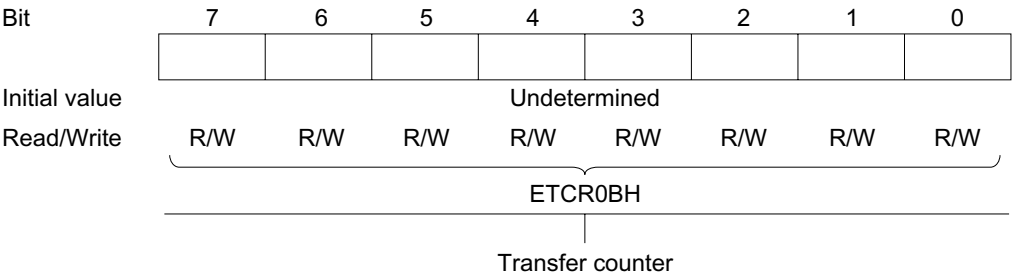 Bit 7 6 5 4 3 2 1 0
Initial value Undetermined
Read/Write R/W R/W R/W R/W R/W R/W R/W R/W
ETCR0BH
Transfer counter